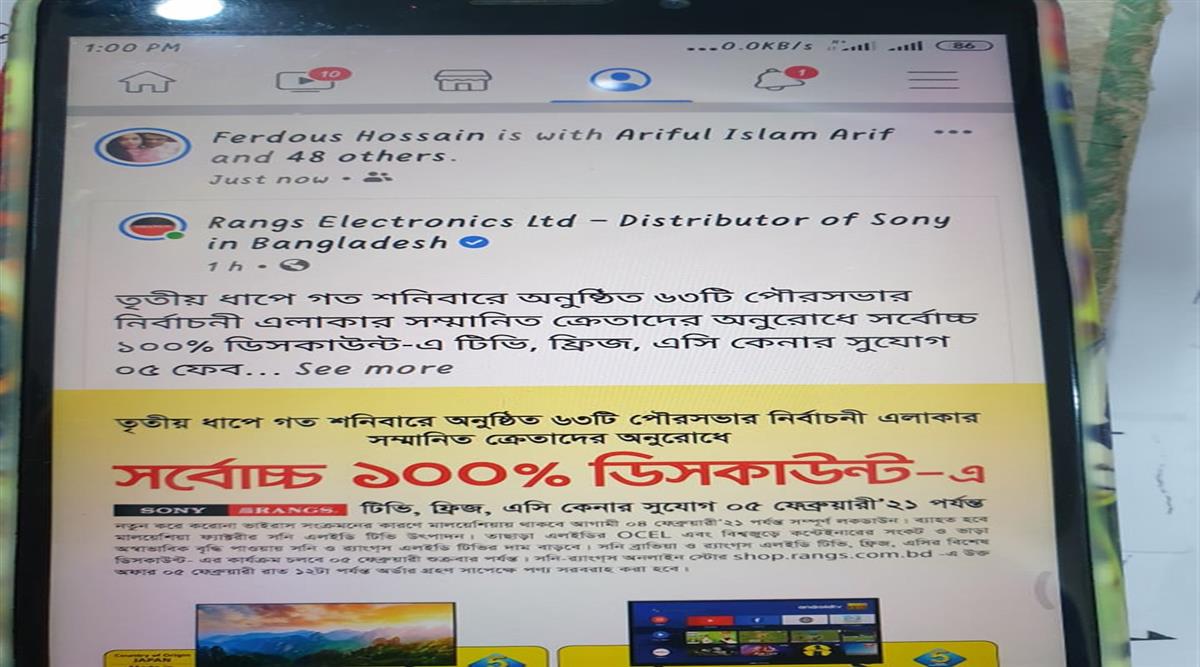 1:00 PM ...0.0KB/s 86
10 1
Ferdous Hossain is with Ariful Islam Arif
and 48 others.
Just now
Rangs Electronics Ltd – Distributor of Sony
in Bangladesh
1 h
তৃতীয় ধাপে গত শনিবারে অনুষ্ঠিত ৬৩টি পৌরসভার
নির্বাচনী এলাকার সম্মানিত ক্রেতাদের অনুরোধে সর্বোচ্চ
১০০% ডিসকাউন্ট-এ টিভি, ফ্রিজ, এসি কেনার সুযোগ
০৫ ফেব... See more
তৃতীয় ধাপে গত শনিবারে অনুষ্ঠিত ৬৩টি পৌরসভার নির্বাচনী এলাকার
সম্মানিত ক্রেতাদের অনুরোধে
সর্বোচ্চ ১০০% ডিসকাউন্ট-এ
SONY RANGS. টিভি, ফ্রিজ, এসি কেনার সুযোগ ০৫ ফেব্রুয়ারী'২১ পর্যন্ত
নতুন করে করোনা ভাইরাস সংক্রমনের কারণে মালয়েশিয়ায় থাকবে আগামী ০৪ ফেব্রুয়ারী'২১ পর্যন্ত সম্পূর্ণ লকডাউন। ব্যাহত হবে
মালয়েশিয়া ফ্যাক্টরীর সনি এলইডি টিভি উৎপাদন। তাছাড়া এলইডির OCEL এবং বিশ্বজুড়ে কন্টেইনারের সংকট ও ভাড়া
অস্বাভাবিক বৃদ্ধি পাওয়ায় সনি ও র‍্যাংগস এলইডি টিভির দাম বাড়বে। সনি ব্রাভিয়া ও র‍্যাংগস এলইডি টিভি, ফ্রিজ, এসির বিশেষ
ডিসকাউন্ট- এর কার্যক্রম চলবে ০৫ ফেব্রুয়ারী শুক্রবার পর্যন্ত। সনি-র‍্যাংগস অনলাইন স্টোর shop.rangs.com.bd -এ উক্ত
অফার ০৫ ফেব্রুয়ারী রাত ১২টা পর্যন্ত অর্ডার গ্রহণ সাপেক্ষে পণ্য সরবরাহ করা হবে।
androidtv
Country of Origin
JAPAN
5
5